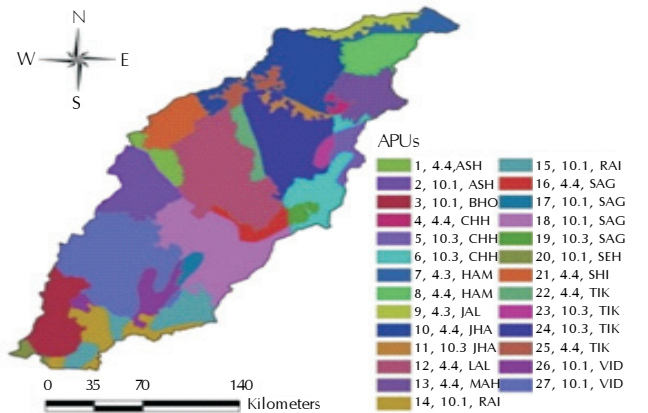 N
W E
S
APUs
1, 4.4,ASH
2, 10.1, ASH
3, 10.1, BHO
4, 4.4, CHH
5, 10.3, CHH
6, 10.3, CHH
7, 4.3, HAM
8, 4.4, HAM
9, 4.3, JAL
10, 4.4, JHA
11, 10.3 JHA
12, 4.4, LAL
13, 4.4, MAH
14, 10.1, RAI
15, 10.1, RAI
16, 4.4, SAG
17, 10.1, SAG
18, 10.1, SAG
19, 10.3, SAG
20, 10.1, SEH
21, 4.4, SHI
22, 4.4, TIK
23, 10.3, TIK
24, 10.3, TIK
25, 4.4, TIK
26, 10.1, VID
27, 10.1, VID
0 35 70 140
Kilometers